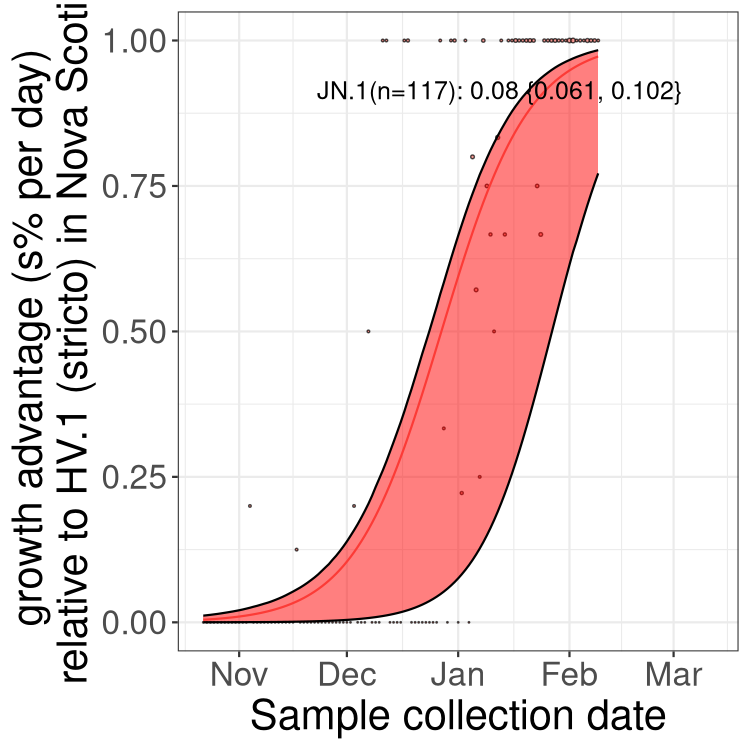 growth advantage (s% per day)
relative to HV.1 (stricto) in Nova Scoti
1.00
0.75
0.50
0.25
0.00
JN.1(n=117): 0.08 {0.061, 0.102}
Nov Dec Jan Feb Mar
Sample collection date